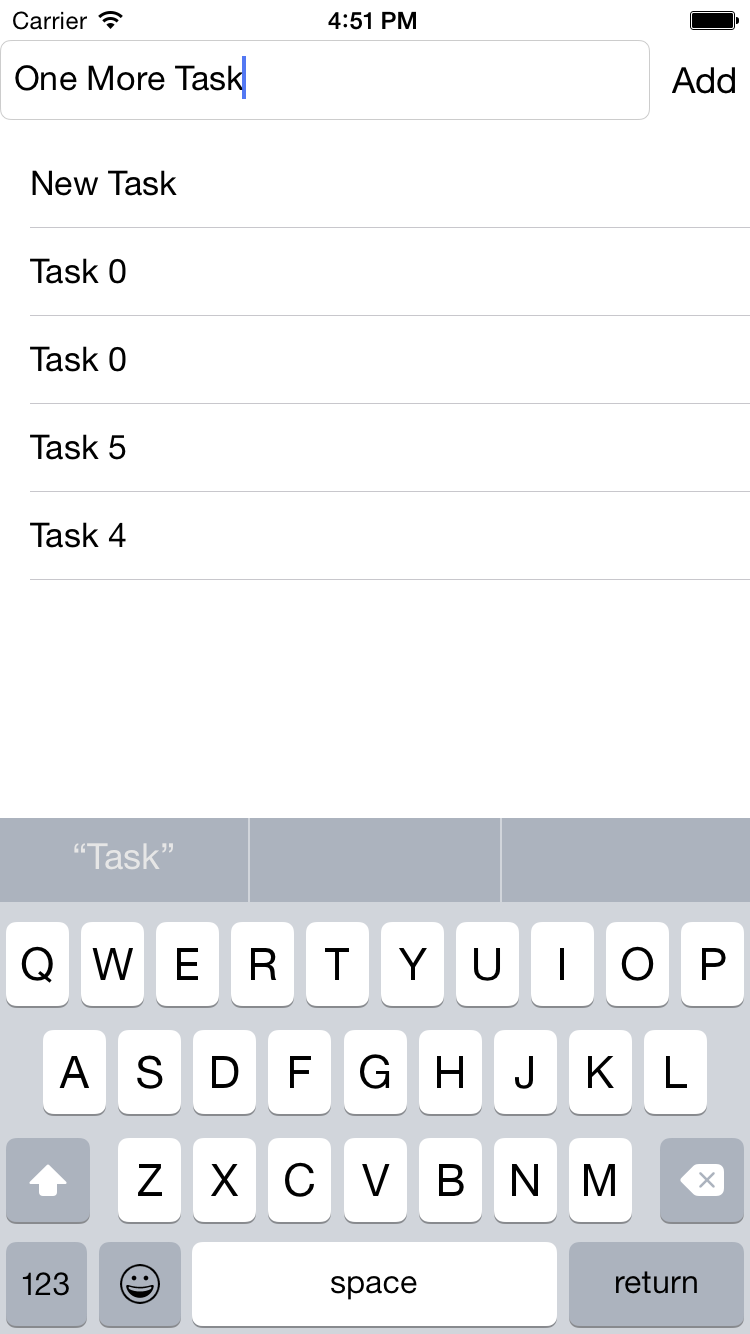 Carrier 4:51 PM
One More Task Add
New Task
Task 0
Task 0
Task 5
Task 4
“Task”
Q W E R T Y U I O P
A S D F G H J K L
Z X C V B N M
123 space return